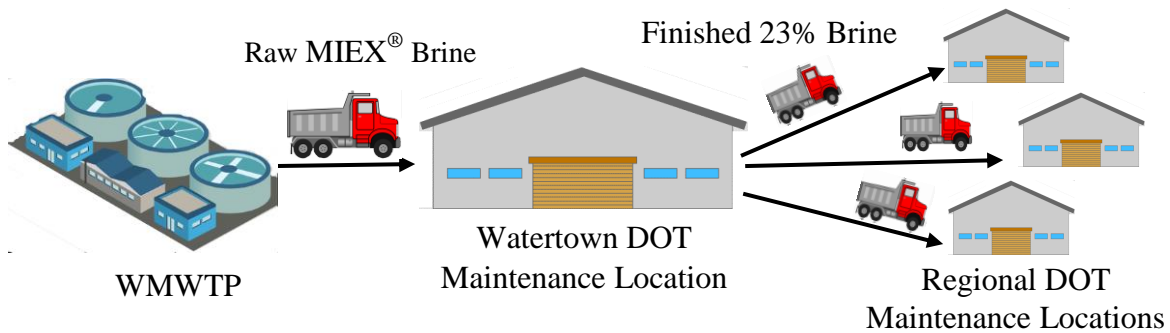 Raw MIEX® Brine
Finished 23% Brine
WMWTP
Watertown DOT
Maintenance Location
Regional DOT
Maintenance Locations